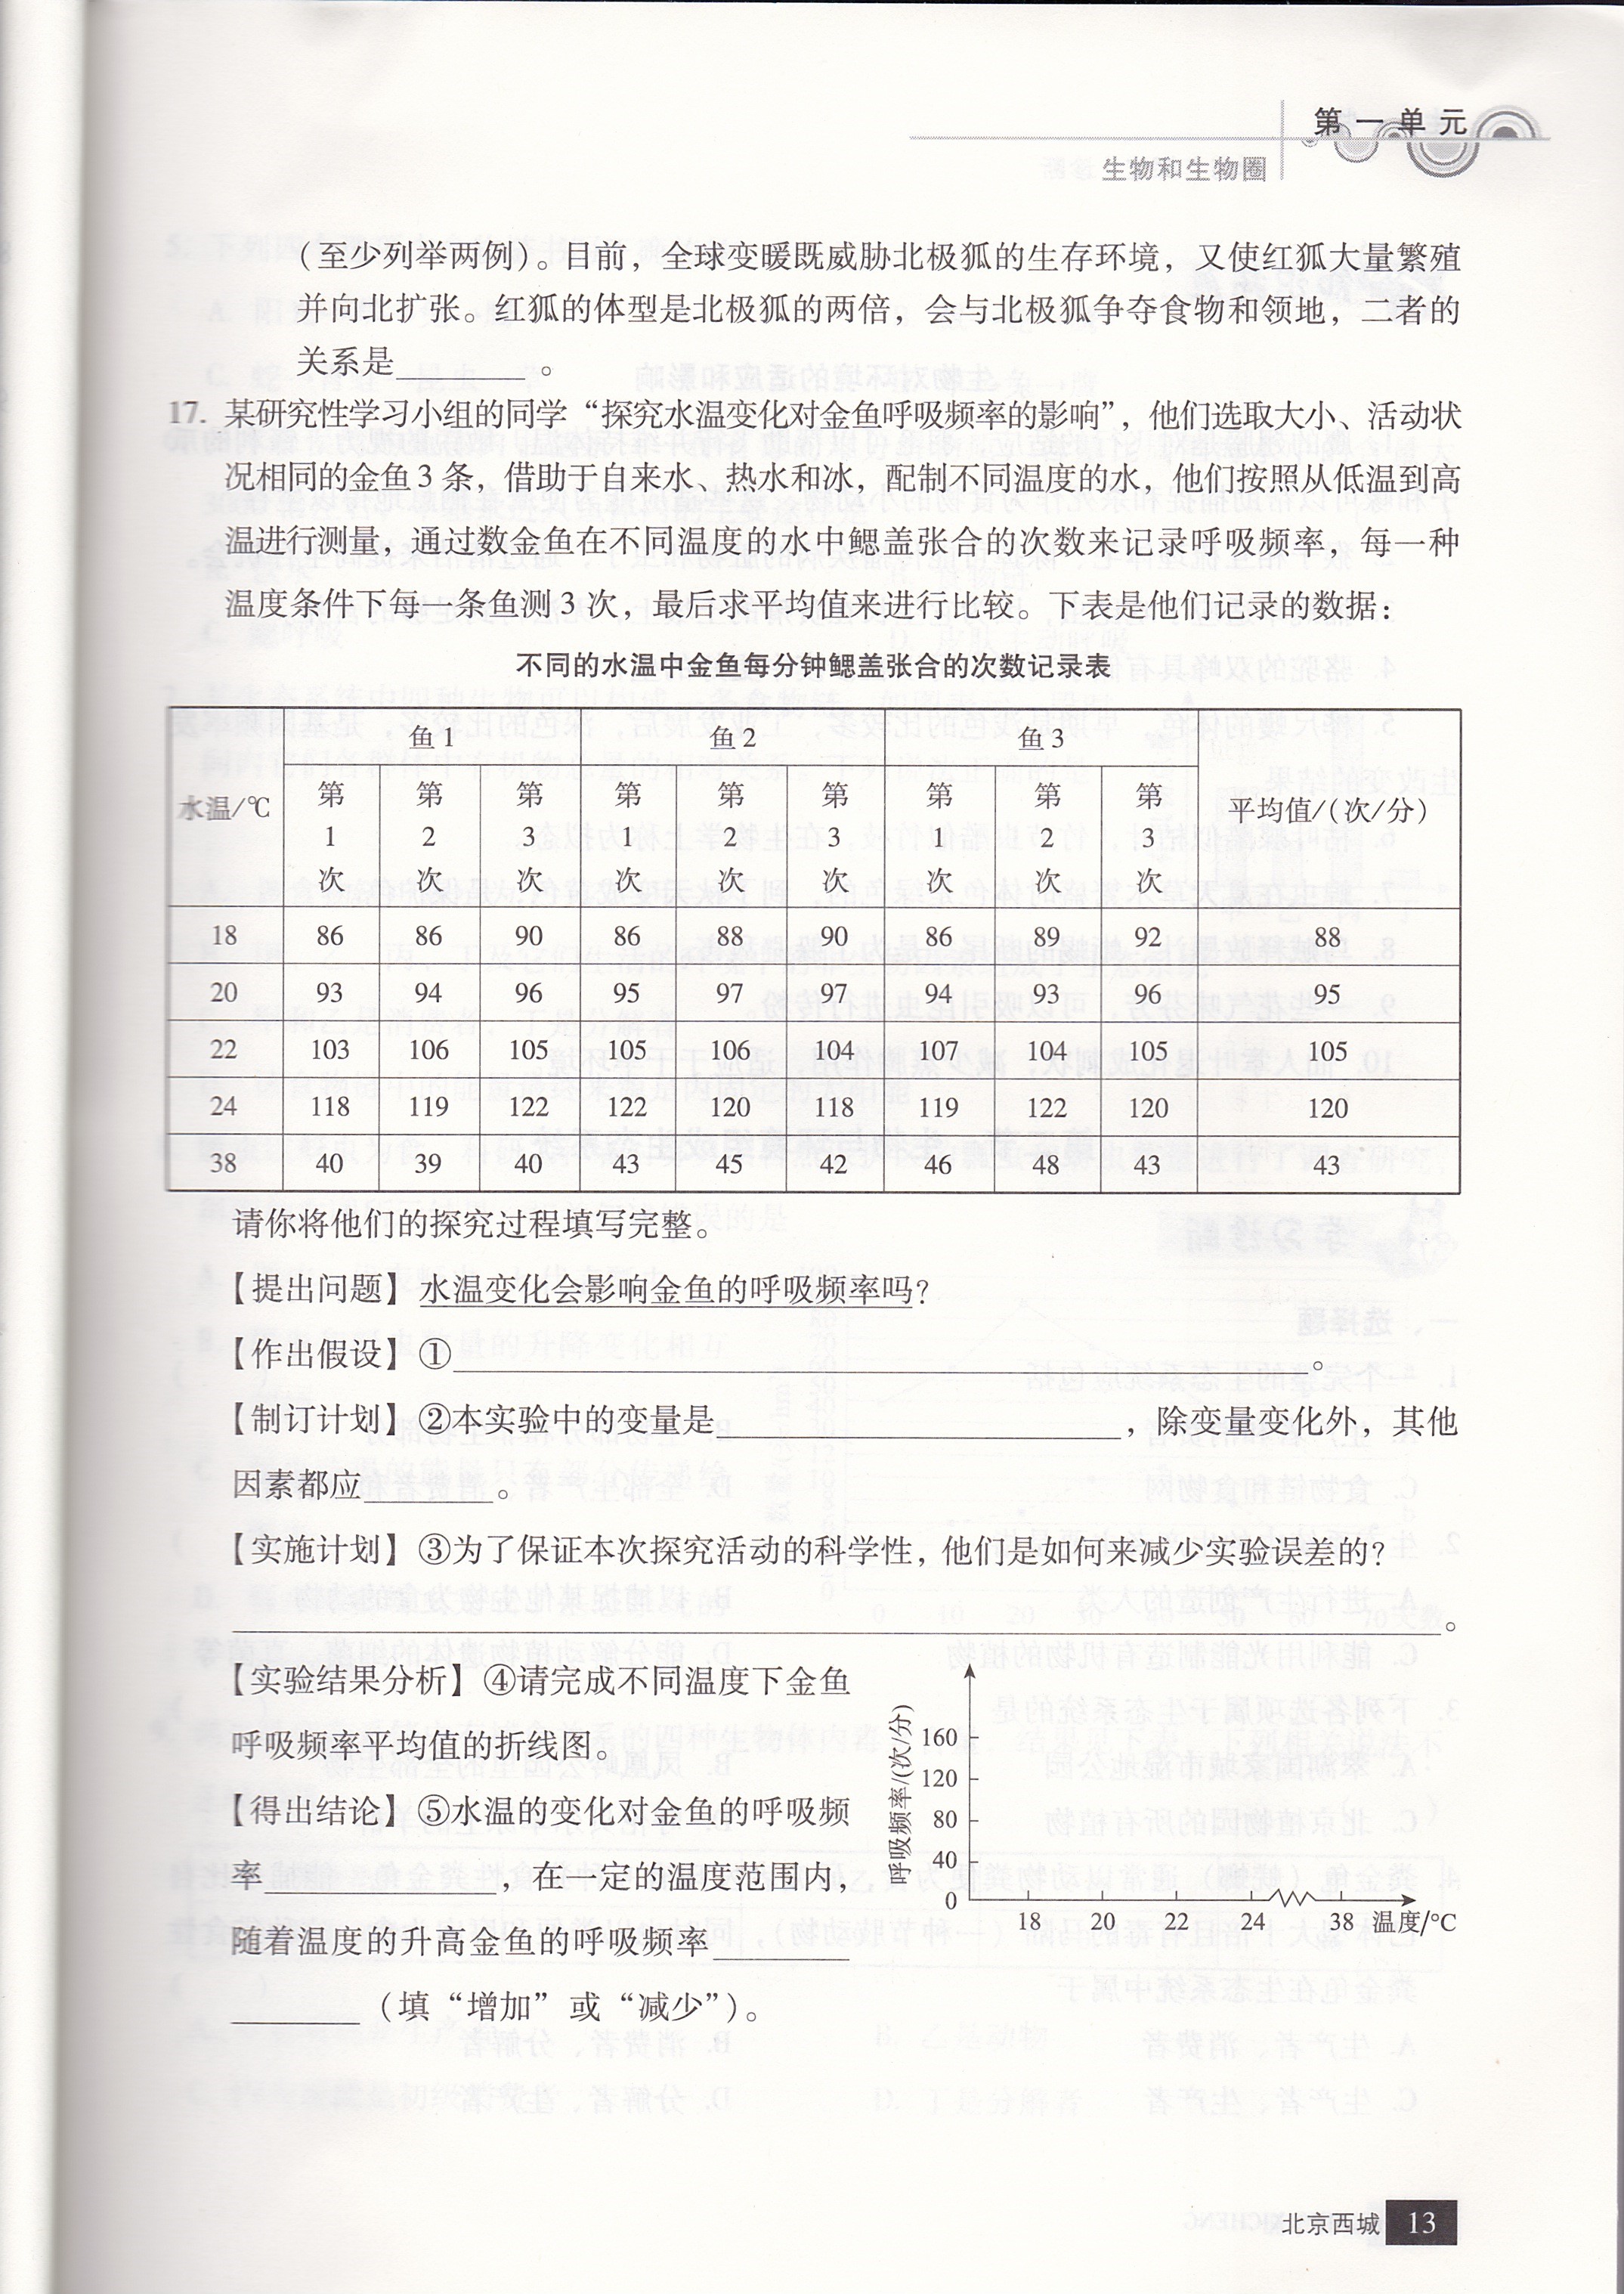 第一单元
生物和生物圈
（至少列举两例）。目前，全球变暖既威胁北极狐的生存环境，又使红狐大量繁殖
并向北扩张。红狐的体型是北极狐的两倍，会与北极狐争夺食物和领地，二者的
关系是________。
17. 某研究性学习小组的同学“探究水温变化对金鱼呼吸频率的影响”，他们选取大小、活动状
况相同的金鱼3条，借助于自来水、热水和冰，配制不同温度的水，他们按照从低温到高
温进行测量，通过数金鱼在不同温度的水中鳃盖张合的次数来记录呼吸频率，每一种
温度条件下每一条鱼测3次，最后求平均值来进行比较。下表是他们记录的数据：
不同的水温中金鱼每分钟鳃盖张合的次数记录表
水温/℃ 鱼1 鱼2 鱼3 平均值/(次/分)
第1次 第2次 第3次 第1次 第2次 第3次 第1次 第2次 第3次
18 86 86 90 86 88 90 86 89 92 88
20 93 94 96 95 97 97 94 93 96 95
22 103 106 105 105 106 104 107 104 105 105
24 118 119 122 122 120 118 119 122 120 120
38 40 39 40 43 45 42 46 48 43 43
请你将他们的探究过程填写完整。
【提出问题】水温变化会影响金鱼的呼吸频率吗？
【作出假设】①________。
【制订计划】②本实验中的变量是________，除变量变化外，其他
因素都应________。
【实施计划】③为了保证本次探究活动的科学性，他们是如何来减少实验误差的？
________。
【实验结果分析】④请完成不同温度下金鱼
呼吸频率平均值的折线图。
【得出结论】⑤水温的变化对金鱼的呼吸频
率________，在一定的温度范围内，
随着温度的升高金鱼的呼吸频率________
________（填“增加”或“减少”）。
呼吸频率/(次/分)
160
120
80
40
0
18 20 22 24 38 温度/°C
北京西城 13